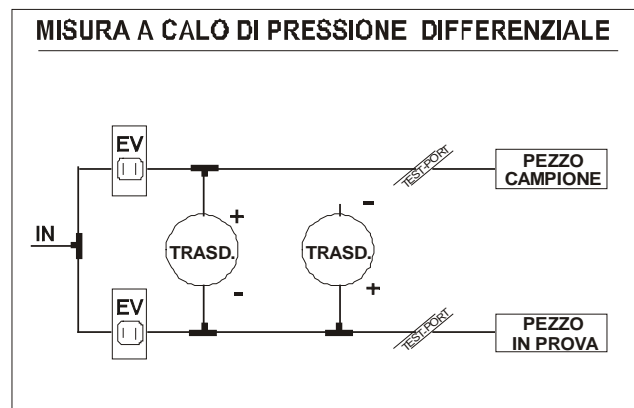 MISURA A CALO DI PRESSIONE DIFFERENZIALE
EV
TEST-PORT
PEZZO
CAMPIONE
IN
+
-
TRASD.
TRASD.
-
+
EV
TEST-PORT
PEZZO
IN PROVA